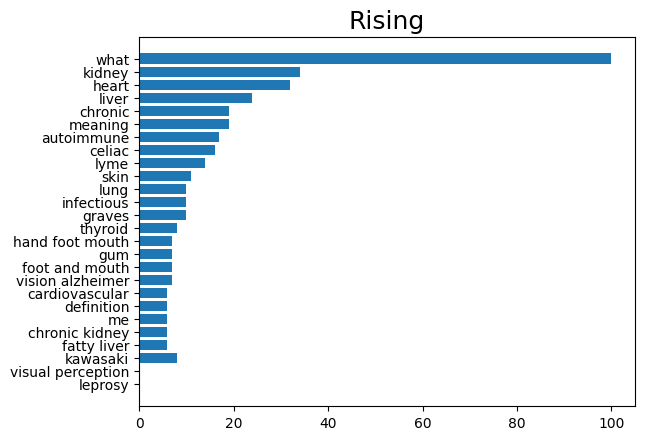 Rising
what
kidney
heart
liver
chronic
meaning
autoimmune
celiac
lyme
skin
lung
infectious
graves
thyroid
hand foot mouth
gum
foot and mouth
vision alzheimer
cardiovascular
definition
me
chronic kidney
fatty liver
kawasaki
visual perception
leprosy
0 20 40 60 80 100